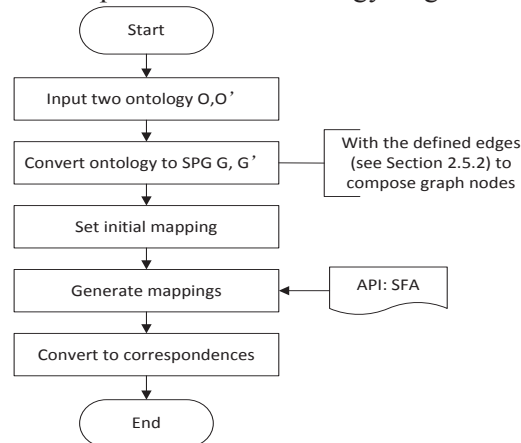 Start
Input two ontology O,O’
Convert ontology to SPG G, G’
With the defined edges
(see Section 2.5.2) to
compose graph nodes
Set initial mapping
Generate mappings
API: SFA
Convert to correspondences
End